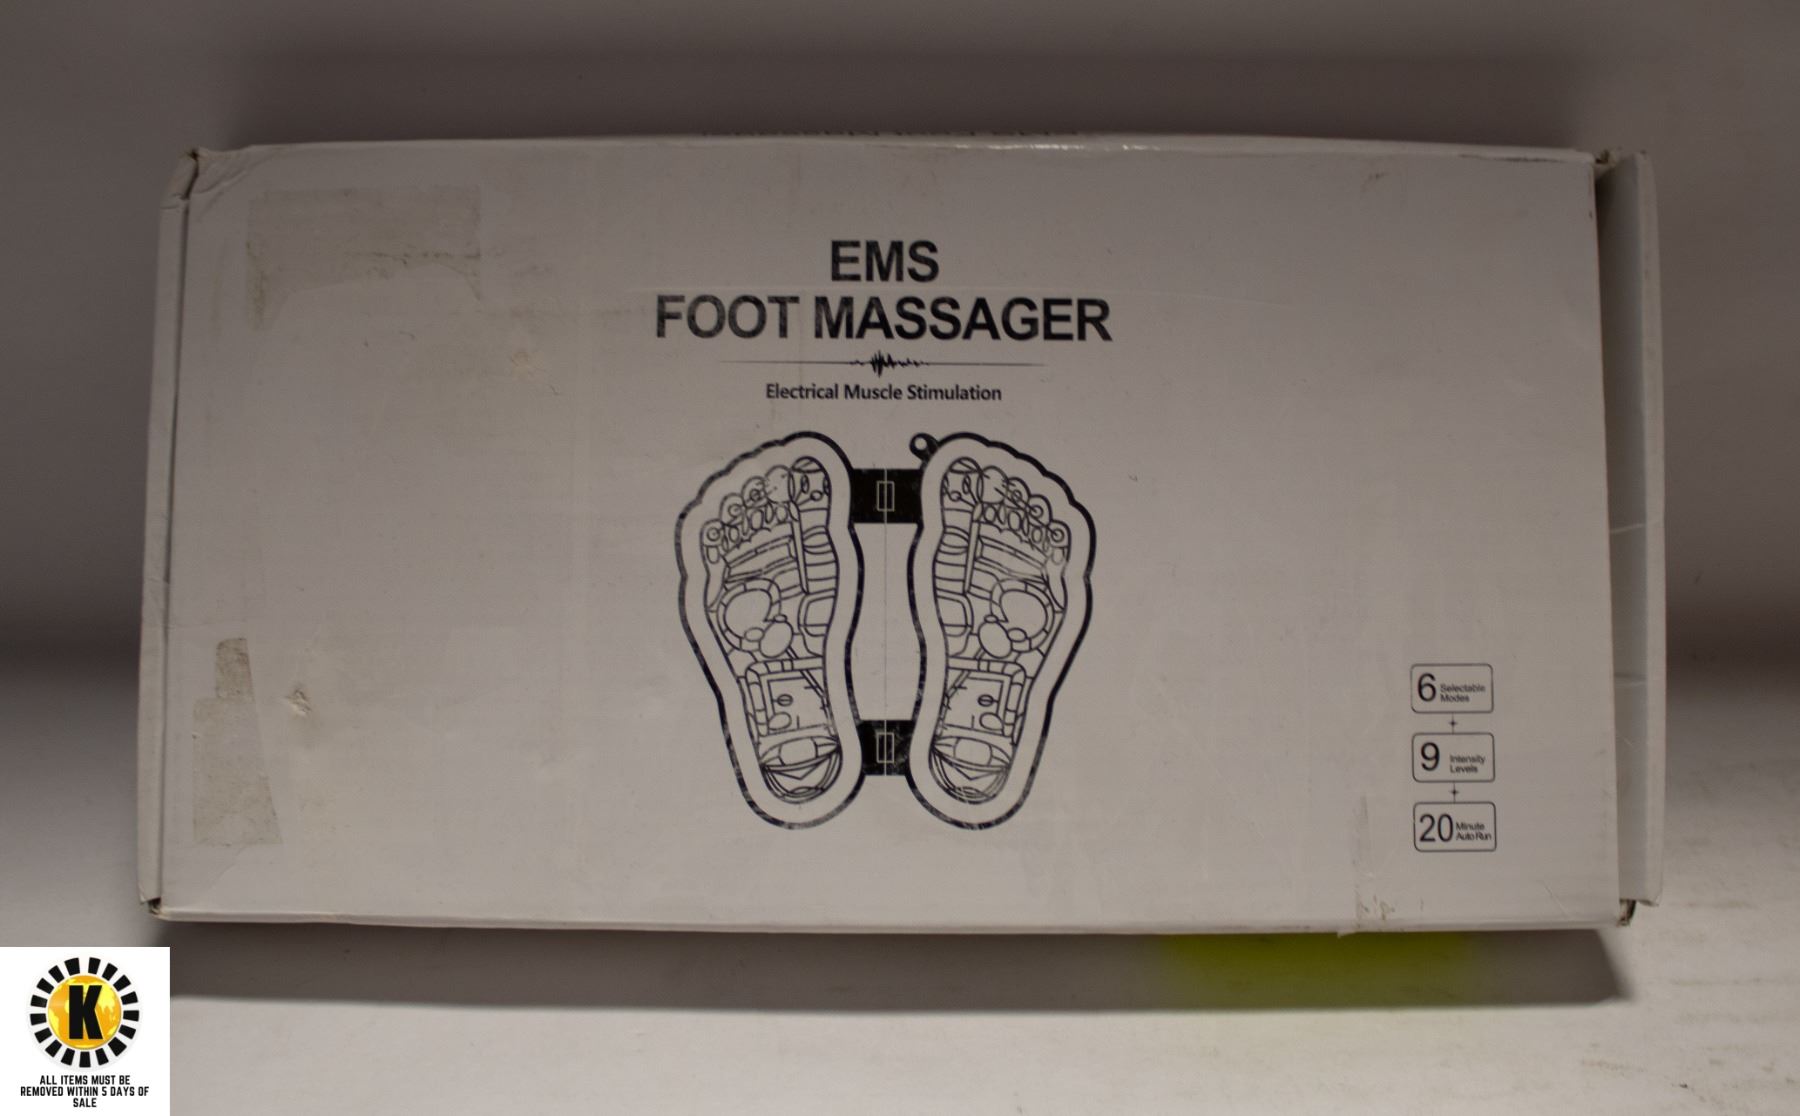 EMS
FOOT MASSAGER
Electrical Muscle Stimulation
6 Selectable
Modes
+
9 Intensity
Levels
+
20 Minute
Auto Run
K
ALL ITEMS MUST BE
REMOVED WITHIN 5 DAYS OF
SALE